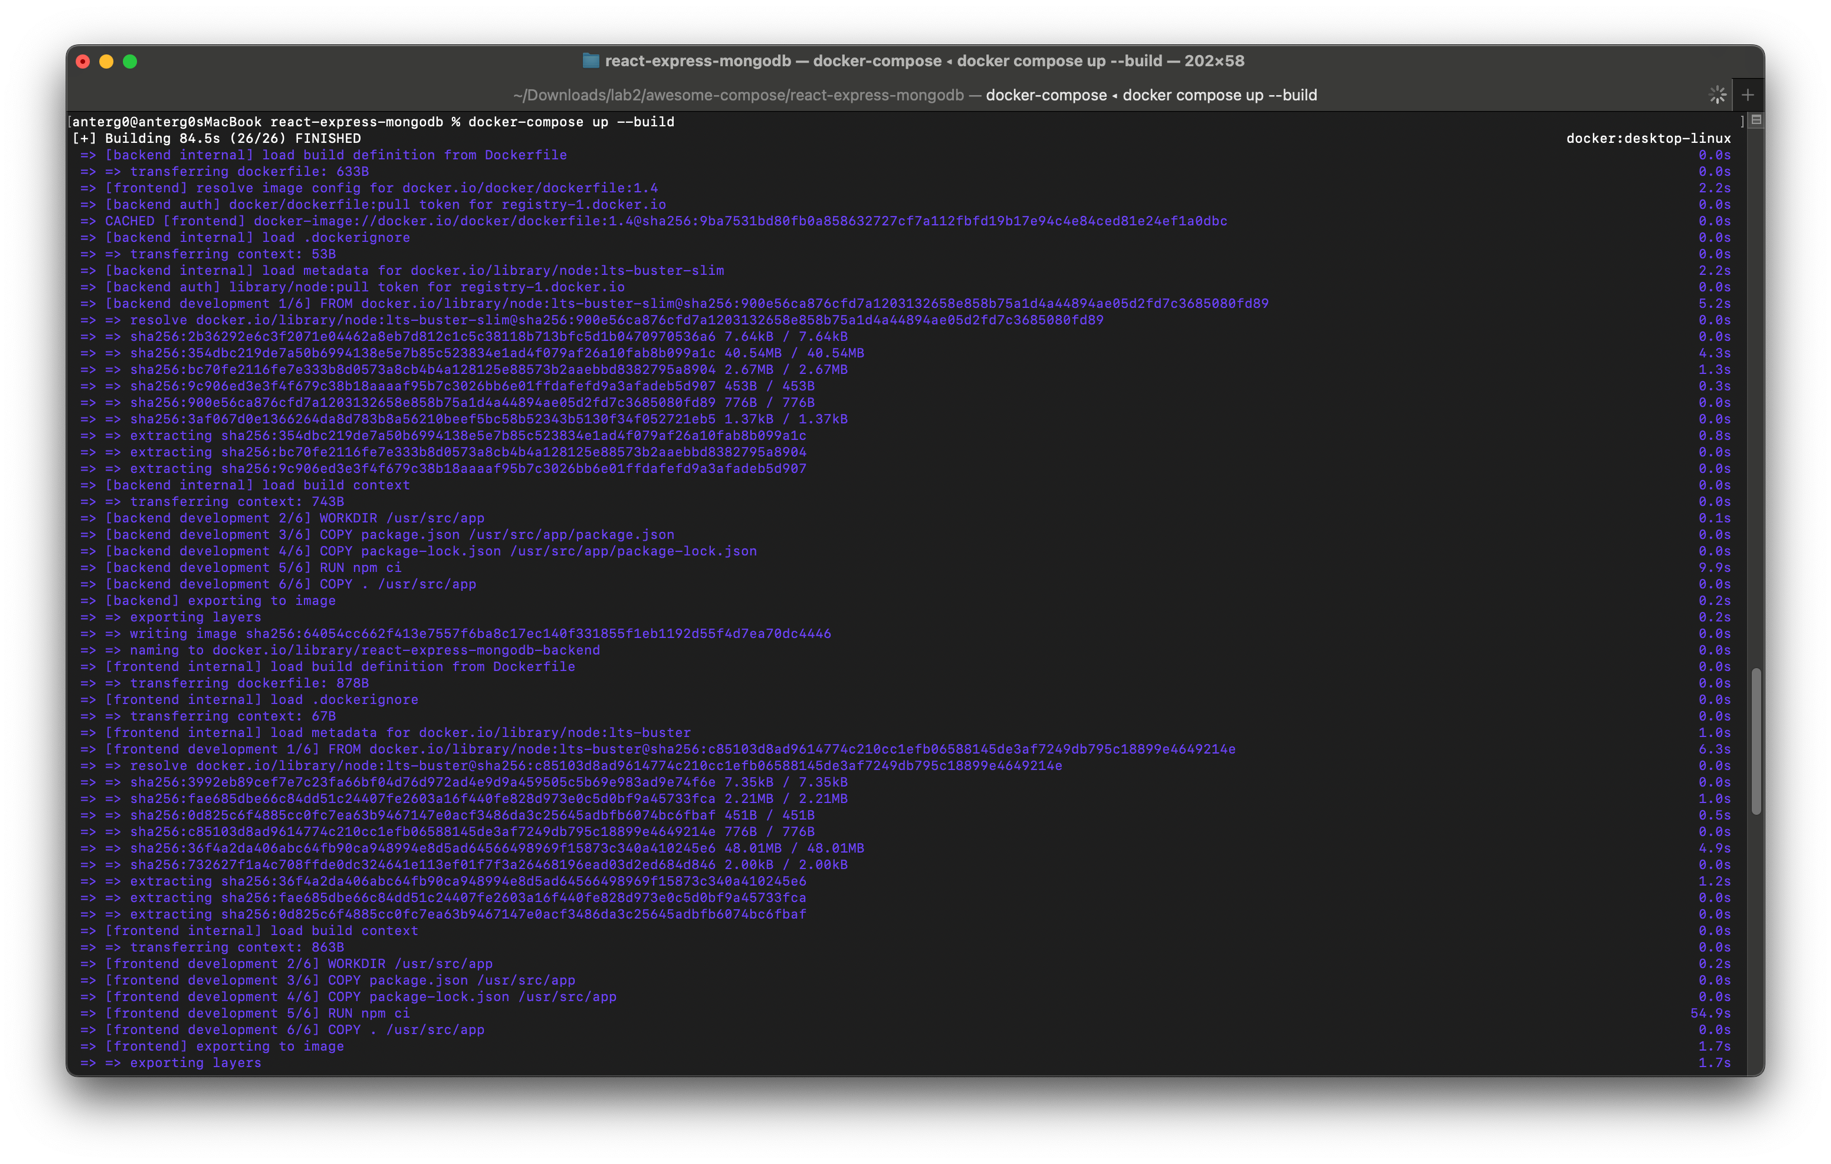 react-express-mongodb — docker-compose ◂ docker compose up --build — 202×58
~/Downloads/lab2/awesome-compose/react-express-mongodb — docker-compose ◂ docker compose up --build
[anterg0@anterg0sMacBook react-express-mongodb % docker-compose up --build ]
[+] Building 84.5s (26/26) FINISHED docker:desktop-linux
=> [backend internal] load build definition from Dockerfile 0.0s
=> => transferring dockerfile: 633B 0.0s
=> [frontend] resolve image config for docker.io/docker/dockerfile:1.4 2.2s
=> [backend auth] docker/dockerfile:pull token for registry-1.docker.io 0.0s
=> CACHED [frontend] docker-image://docker.io/docker/dockerfile:1.4@sha256:9ba7531bd80fb0a858632727cf7a112fbfd19b17e94c4e84ced81e24ef1a0dbc 0.0s
=> [backend internal] load .dockerignore 0.0s
=> => transferring context: 53B 0.0s
=> [backend internal] load metadata for docker.io/library/node:lts-buster-slim 2.2s
=> [backend auth] library/node:pull token for registry-1.docker.io 0.0s
=> [backend development 1/6] FROM docker.io/library/node:lts-buster-slim@sha256:900e56ca876cfd7a1203132658e858b75a1d4a44894ae05d2fd7c3685080fd89 5.2s
=> => resolve docker.io/library/node:lts-buster-slim@sha256:900e56ca876cfd7a1203132658e858b75a1d4a44894ae05d2fd7c3685080fd89 0.0s
=> => sha256:2b36292e6c3f2071e04462a8eb7d812c1c5c38118b713bfc5d1b0470970536a6 7.64kB / 7.64kB 0.0s
=> => sha256:354dbc219de7a50b6994138e5e7b85c523834e1ad4f079af26a10fab8b099a1c 40.54MB / 40.54MB 4.3s
=> => sha256:bc70fe2116fe7e333b8d0573a8cb4b4a128125e88573b2aaebbd8382795a8904 2.67MB / 2.67MB 1.3s
=> => sha256:9c906ed3e3f4f679c38b18aaaaf95b7c3026bb6e01ffdafefd9a3afadeb5d907 453B / 453B 0.3s
=> => sha256:900e56ca876cfd7a1203132658e858b75a1d4a44894ae05d2fd7c3685080fd89 776B / 776B 0.0s
=> => sha256:3af067d0e1366264da8d783b8a56210beef5bc58b52343b5130f34f052721eb5 1.37kB / 1.37kB 0.0s
=> => extracting sha256:354dbc219de7a50b6994138e5e7b85c523834e1ad4f079af26a10fab8b099a1c 0.8s
=> => extracting sha256:bc70fe2116fe7e333b8d0573a8cb4b4a128125e88573b2aaebbd8382795a8904 0.0s
=> => extracting sha256:9c906ed3e3f4f679c38b18aaaaf95b7c3026bb6e01ffdafefd9a3afadeb5d907 0.0s
=> [backend internal] load build context 0.0s
=> => transferring context: 743B 0.0s
=> [backend development 2/6] WORKDIR /usr/src/app 0.1s
=> [backend development 3/6] COPY package.json /usr/src/app/package.json 0.0s
=> [backend development 4/6] COPY package-lock.json /usr/src/app/package-lock.json 0.0s
=> [backend development 5/6] RUN npm ci 9.9s
=> [backend development 6/6] COPY . /usr/src/app 0.0s
=> [backend] exporting to image 0.2s
=> => exporting layers 0.2s
=> => writing image sha256:64054cc662f413e7557f6ba8c17ec140f331855f1eb1192d55f4d7ea70dc4446 0.0s
=> => naming to docker.io/library/react-express-mongodb-backend 0.0s
=> [frontend internal] load build definition from Dockerfile 0.0s
=> => transferring dockerfile: 878B 0.0s
=> [frontend internal] load .dockerignore 0.0s
=> => transferring context: 67B 0.0s
=> [frontend internal] load metadata for docker.io/library/node:lts-buster 1.0s
=> [frontend development 1/6] FROM docker.io/library/node:lts-buster@sha256:c85103d8ad9614774c210cc1efb06588145de3af7249db795c18899e4649214e 6.3s
=> => resolve docker.io/library/node:lts-buster@sha256:c85103d8ad9614774c210cc1efb06588145de3af7249db795c18899e4649214e 0.0s
=> => sha256:3992eb89cef7e7c23fa66bf04d76d972ad4e9d9a459505c5b69e983ad9e74f6e 7.35kB / 7.35kB 0.0s
=> => sha256:fae685dbe66c84dd51c24407fe2603a16f440fe828d973e0c5d0bf9a45733fca 2.21MB / 2.21MB 1.0s
=> => sha256:0d825c6f4885cc0fc7ea63b9467147e0acf3486da3c25645adbfb6074bc6fbaf 451B / 451B 0.5s
=> => sha256:c85103d8ad9614774c210cc1efb06588145de3af7249db795c18899e4649214e 776B / 776B 0.0s
=> => sha256:36f4a2da406abc64fb90ca948994e8d5ad64566498969f15873c340a410245e6 48.01MB / 48.01MB 4.9s
=> => sha256:732627f1a4c708ffde0dc324641e113ef01f7f3a26468196ead03d2ed684d846 2.00kB / 2.00kB 0.0s
=> => extracting sha256:36f4a2da406abc64fb90ca948994e8d5ad64566498969f15873c340a410245e6 1.2s
=> => extracting sha256:fae685dbe66c84dd51c24407fe2603a16f440fe828d973e0c5d0bf9a45733fca 0.0s
=> => extracting sha256:0d825c6f4885cc0fc7ea63b9467147e0acf3486da3c25645adbfb6074bc6fbaf 0.0s
=> [frontend internal] load build context 0.0s
=> => transferring context: 863B 0.0s
=> [frontend development 2/6] WORKDIR /usr/src/app 0.2s
=> [frontend development 3/6] COPY package.json /usr/src/app 0.0s
=> [frontend development 4/6] COPY package-lock.json /usr/src/app 0.0s
=> [frontend development 5/6] RUN npm ci 54.9s
=> [frontend development 6/6] COPY . /usr/src/app 0.0s
=> [frontend] exporting to image 1.7s
=> => exporting layers 1.7s